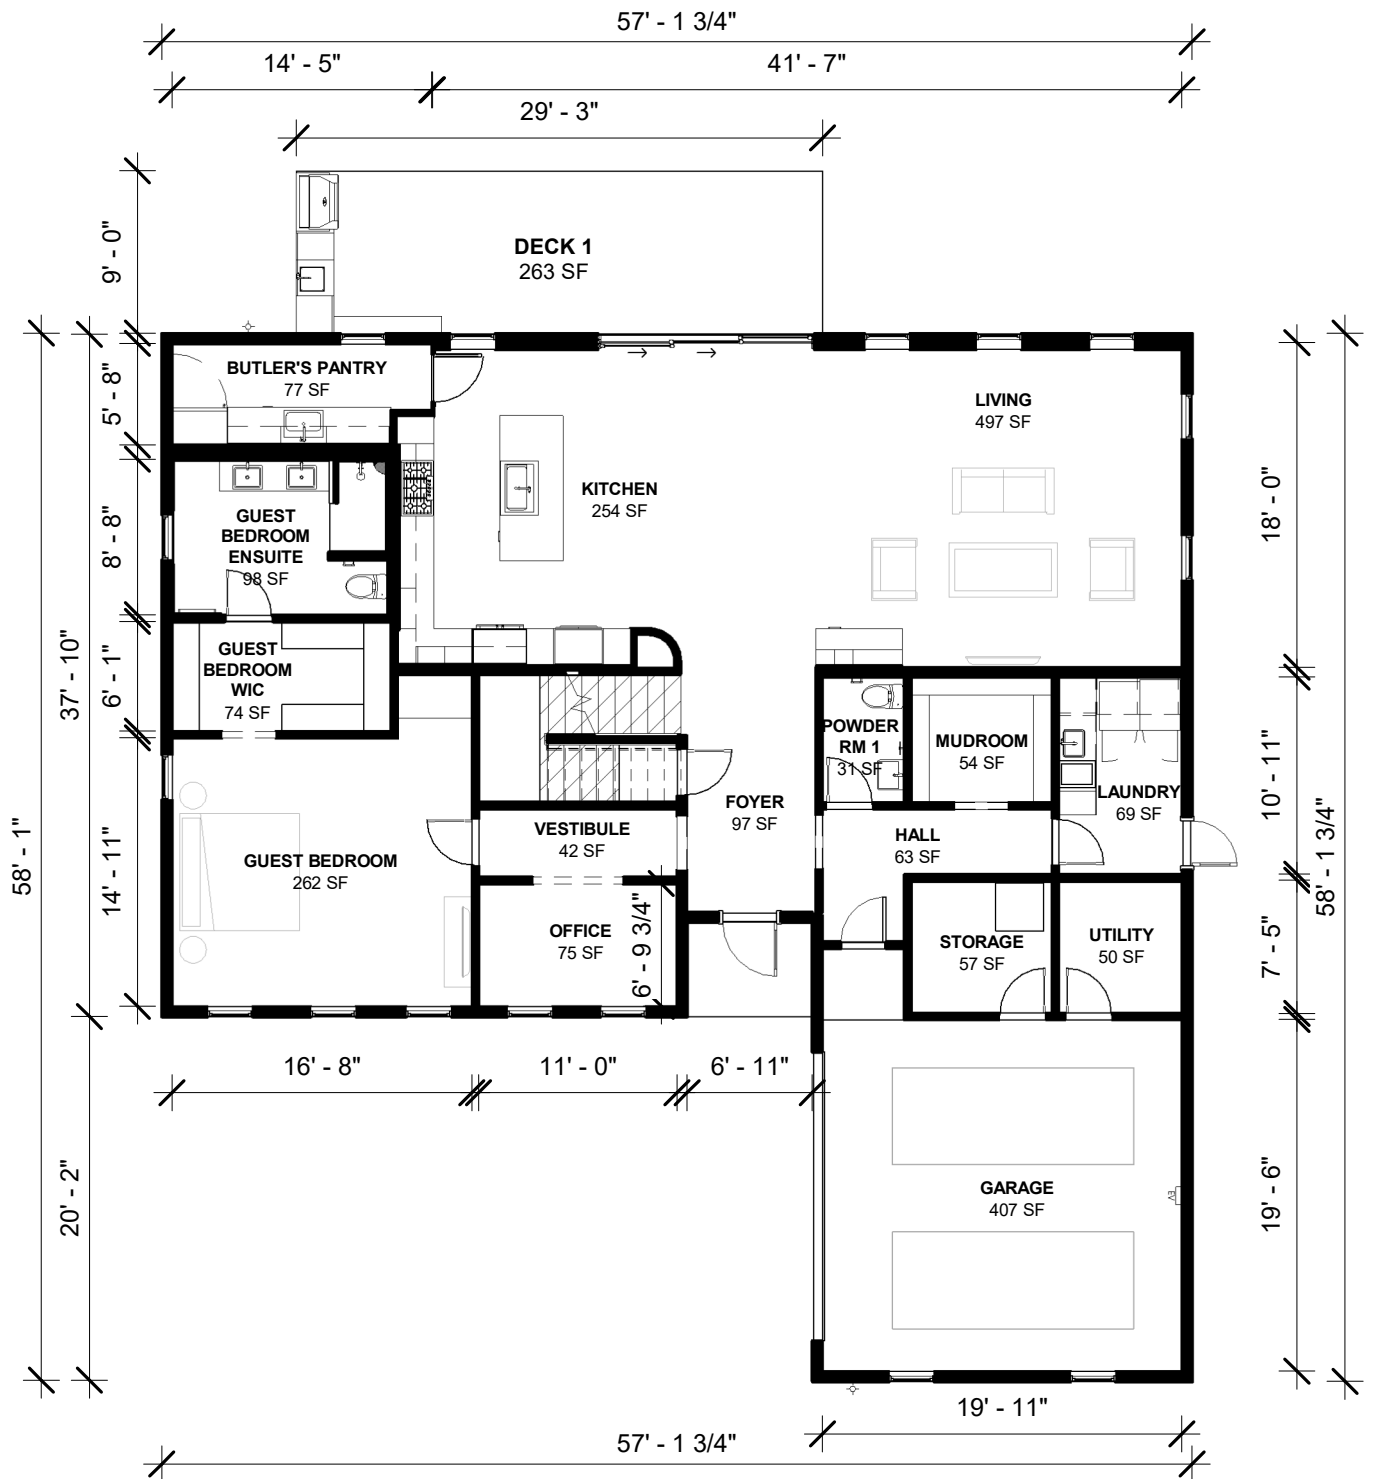 57' - 1 3/4"
14' - 5"
41' - 7"
29' - 3"
9' - 0"
DECK 1
263 SF
BUTLER'S PANTRY
77 SF
5' - 8"
LIVING
497 SF
KITCHEN
254 SF
18' - 0"
GUEST
BEDROOM
ENSUITE
98 SF
8' - 8"
GUEST
BEDROOM
WIC
74 SF
6' - 1"
37' - 10"
POWDER
RM 1
31 SF
MUDROOM
54 SF
LAUNDRY
69 SF
10' - 11"
FOYER
97 SF
VESTIBULE
42 SF
HALL
63 SF
GUEST BEDROOM
262 SF
14' - 11"
58' - 1"
58' - 1 3/4"
OFFICE
75 SF
6' - 9 3/4"
STORAGE
57 SF
UTILITY
50 SF
7' - 5"
16' - 8"
11' - 0"
6' - 11"
20' - 2"
GARAGE
407 SF
EV
19' - 6"
19' - 11"
57' - 1 3/4"